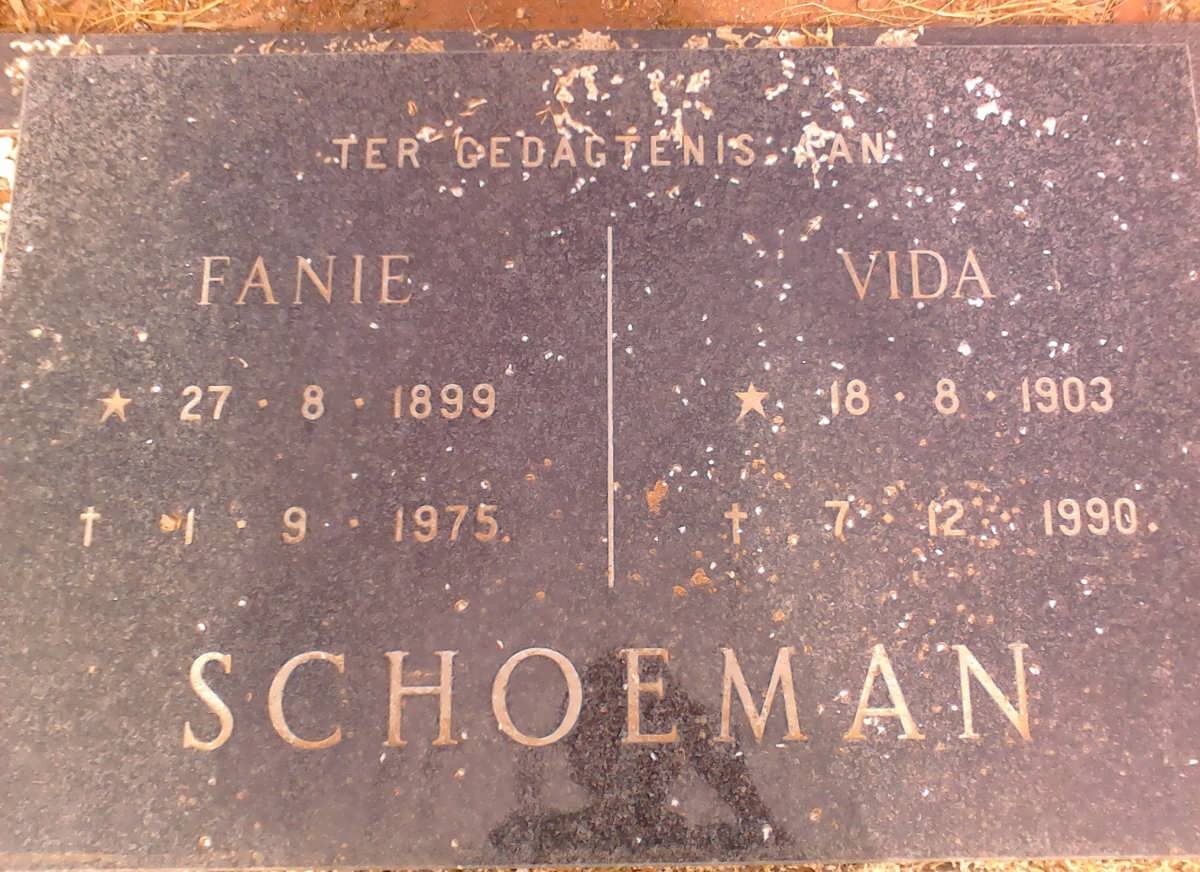 TER GEDAGTENIS AAN
FANIE
★ 27 · 8 · 1899
† 1 · 9 · 1975
VIDA
★ 18 · 8 · 1903
† 7 · 12 · 1990
SCHOEMAN